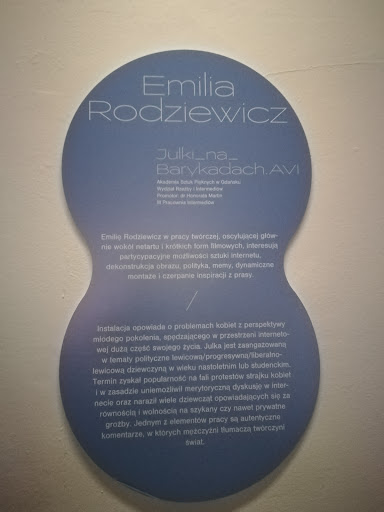 Emilia
Rodziewicz
Julki_na_
Barykadach.AVI
Akademia Sztuk Pięknych w Gdańsku
Wydział Rzeźby i Intermediów
Promotor: dr Honorata Martin
III Pracownia Intermediów
Emilię Rodziewicz w pracy twórczej, oscylującej głów-
nie wokół netartu i krótkich form filmowych, interesują
partycypacyjne możliwości sztuki internetu,
dekonstrukcja obrazu, polityka, memy, dynamiczne
montaże i czerpanie inspiracji z prasy.
/
Instalacja opowiada o problemach kobiet z perspektywy
młodego pokolenia, spędzającego w przestrzeni interneto-
wej dużą część swojego życia. Julka jest zaangażowaną
w tematy polityczne lewicową/progresywną/liberalno-
lewicową dziewczyną w wieku nastoletnim lub studenckim.
Termin zyskał popularność na fali protestów strajku kobiet
i w zasadzie uniemożliwił merytoryczną dyskusję w inter-
necie oraz naraził wiele dziewcząt opowiadających się za
równością i wolnością na szykany czy nawet prywatne
groźby. Jednym z elementów pracy są autentyczne
komentarze, w których mężczyźni tłumaczą twórczyni
świat.